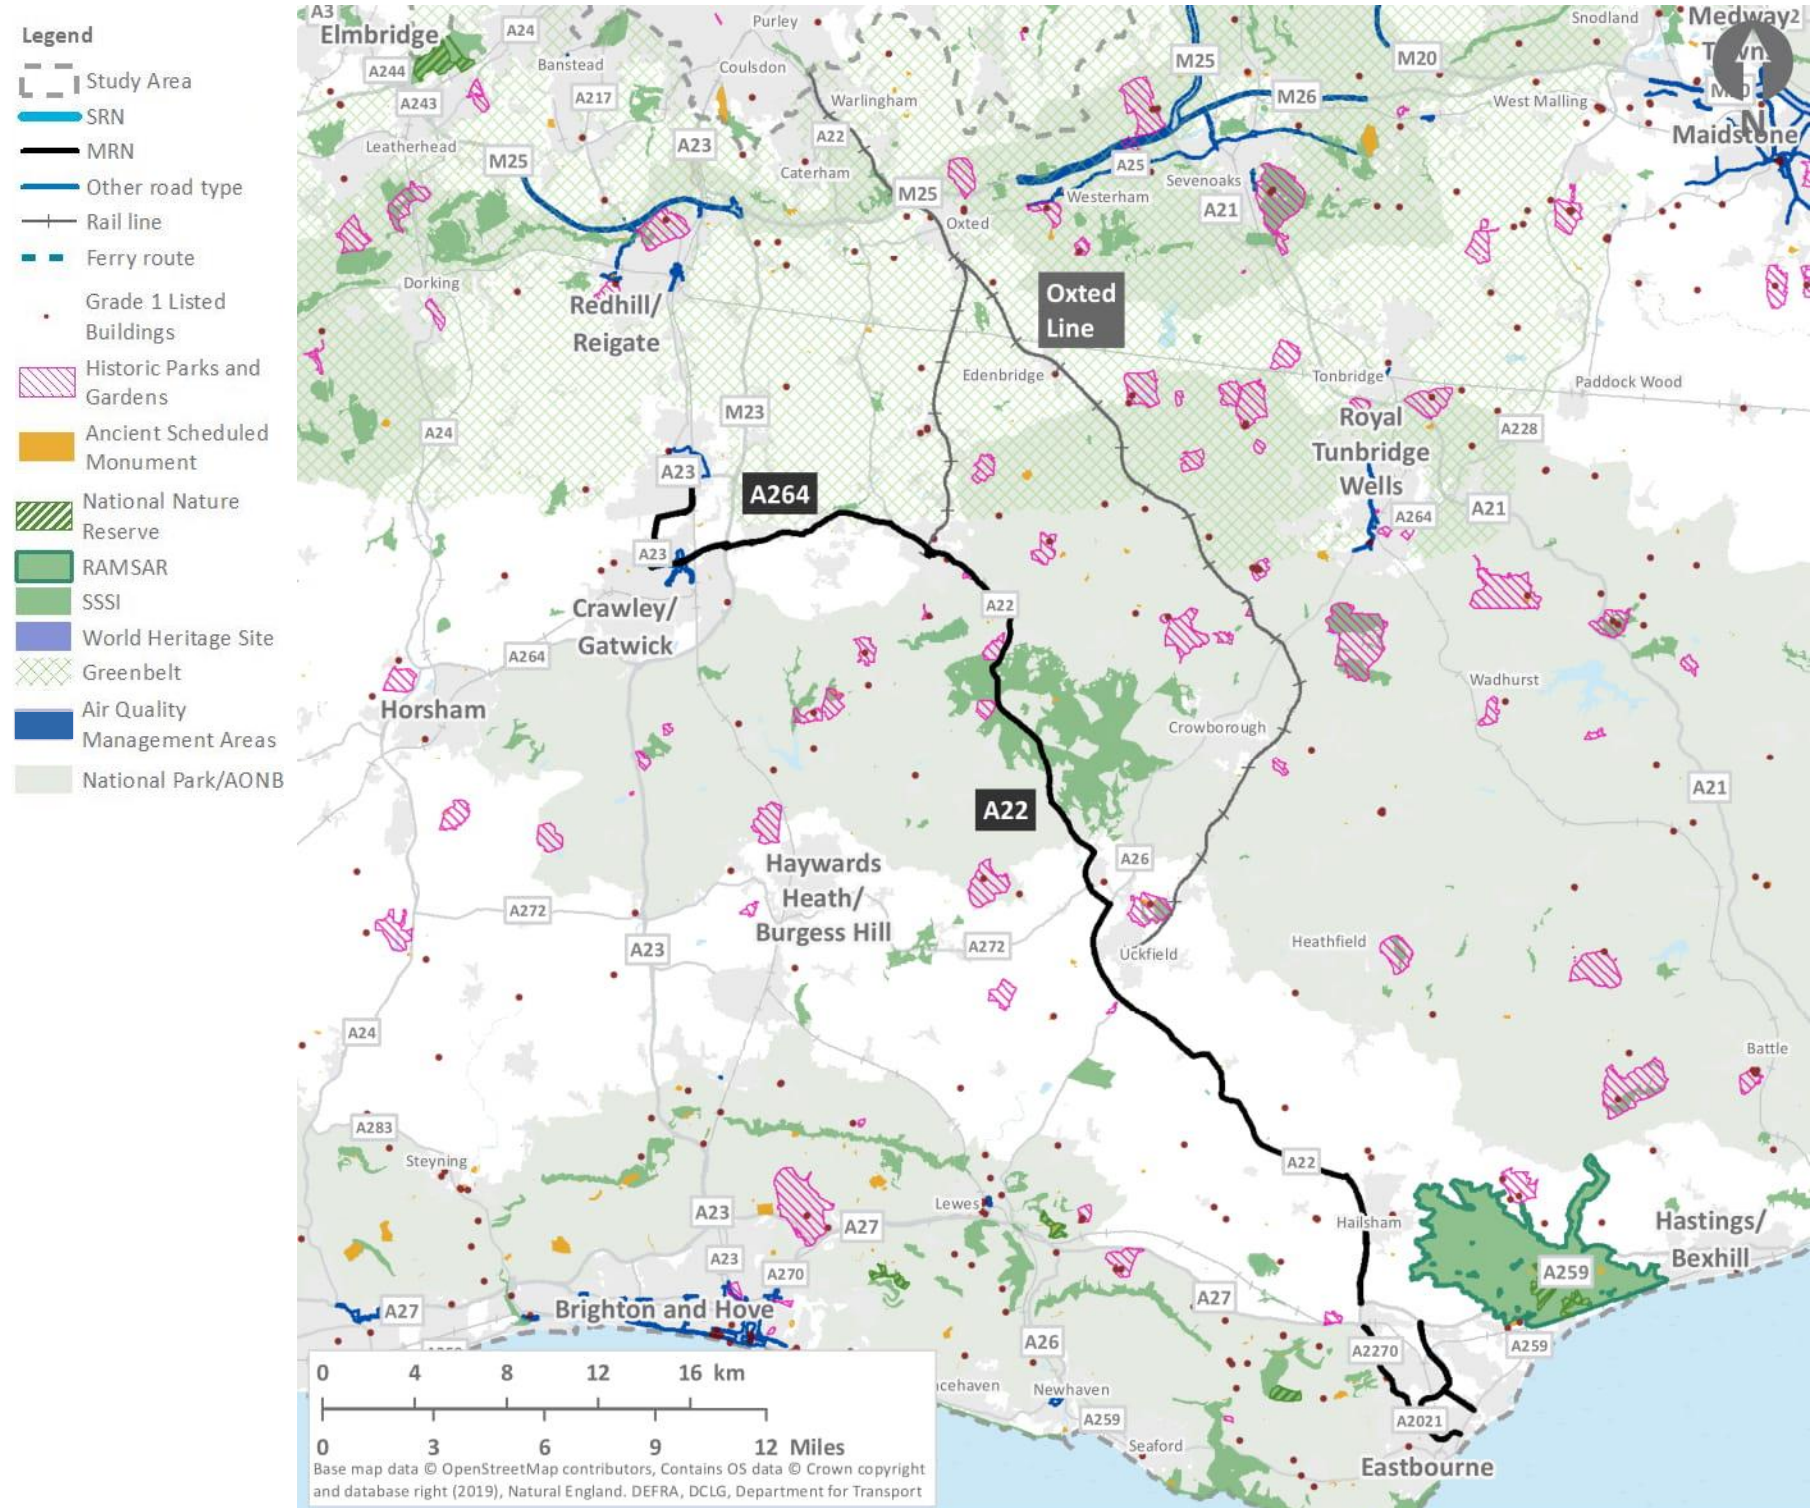 Legend
Study Area
SRN
MRN
Other road type
Rail line
Ferry route
Grade 1 Listed
Buildings
Historic Parks and
Gardens
Ancient Scheduled
Monument
National Nature
Reserve
RAMSAR
SSSI
World Heritage Site
Greenbelt
Air Quality
Management Areas
National Park/AONB
A3
Elmbridge
A24
Purley
Snodland
Medway
A244
Banstead
Coulsdon
M25
M20
N
A243
A217
Warlingham
M26
West Malling
A22
Maidstone
Leatherhead
M25
A23
Caterham
A25
Westerham
Sevenoaks
M25
Oxted
A21
Dorking
Redhill/
Reigate
Oxted
Line
Edenbridge
Tonbridge
Paddock Wood
A24
M23
Royal
Tunbridge
Wells
A228
A23
A264
A264
A21
A23
Crawley/
Gatwick
A22
A264
Horsham
Wadhurst
Crowborough
A21
A22
Haywards
Heath/
Burgess Hill
A26
A272
A23
A272
Uckfield
Heathfield
A24
Battle
A283
Steyning
A22
Lewes
Hailsham
Hastings/
Bexhill
A23
A27
A23
A270
A259
A27
Brighton and Hove
A27
A26
A2270
A259
Newhaven
A259
A2021
Seaford
Eastbourne
0 4 8 12 16 km
0 3 6 9 12 Miles
Base map data © OpenStreetMap contributors, Contains OS data © Crown copyright
and database right (2019), Natural England. DEFRA, DCLG, Department for Transport